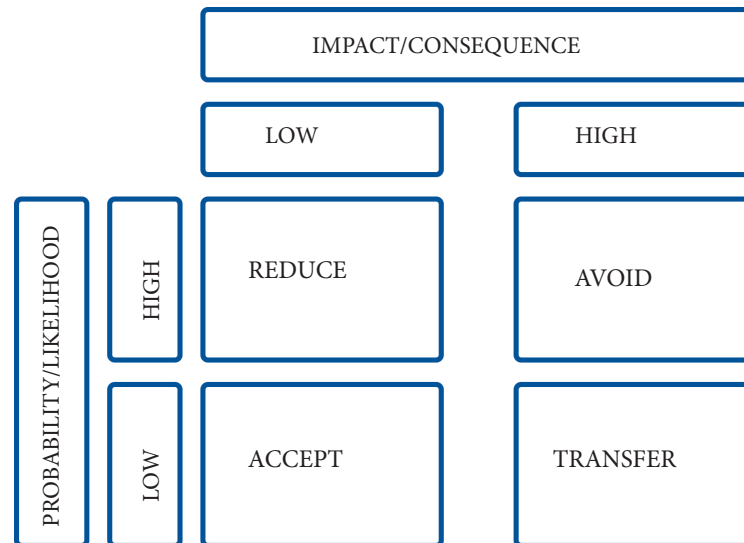 IMPACT/CONSEQUENCE
LOW
HIGH
PROBABILITY/LIKELIHOOD
HIGH
REDUCE
AVOID
LOW
ACCEPT
TRANSFER